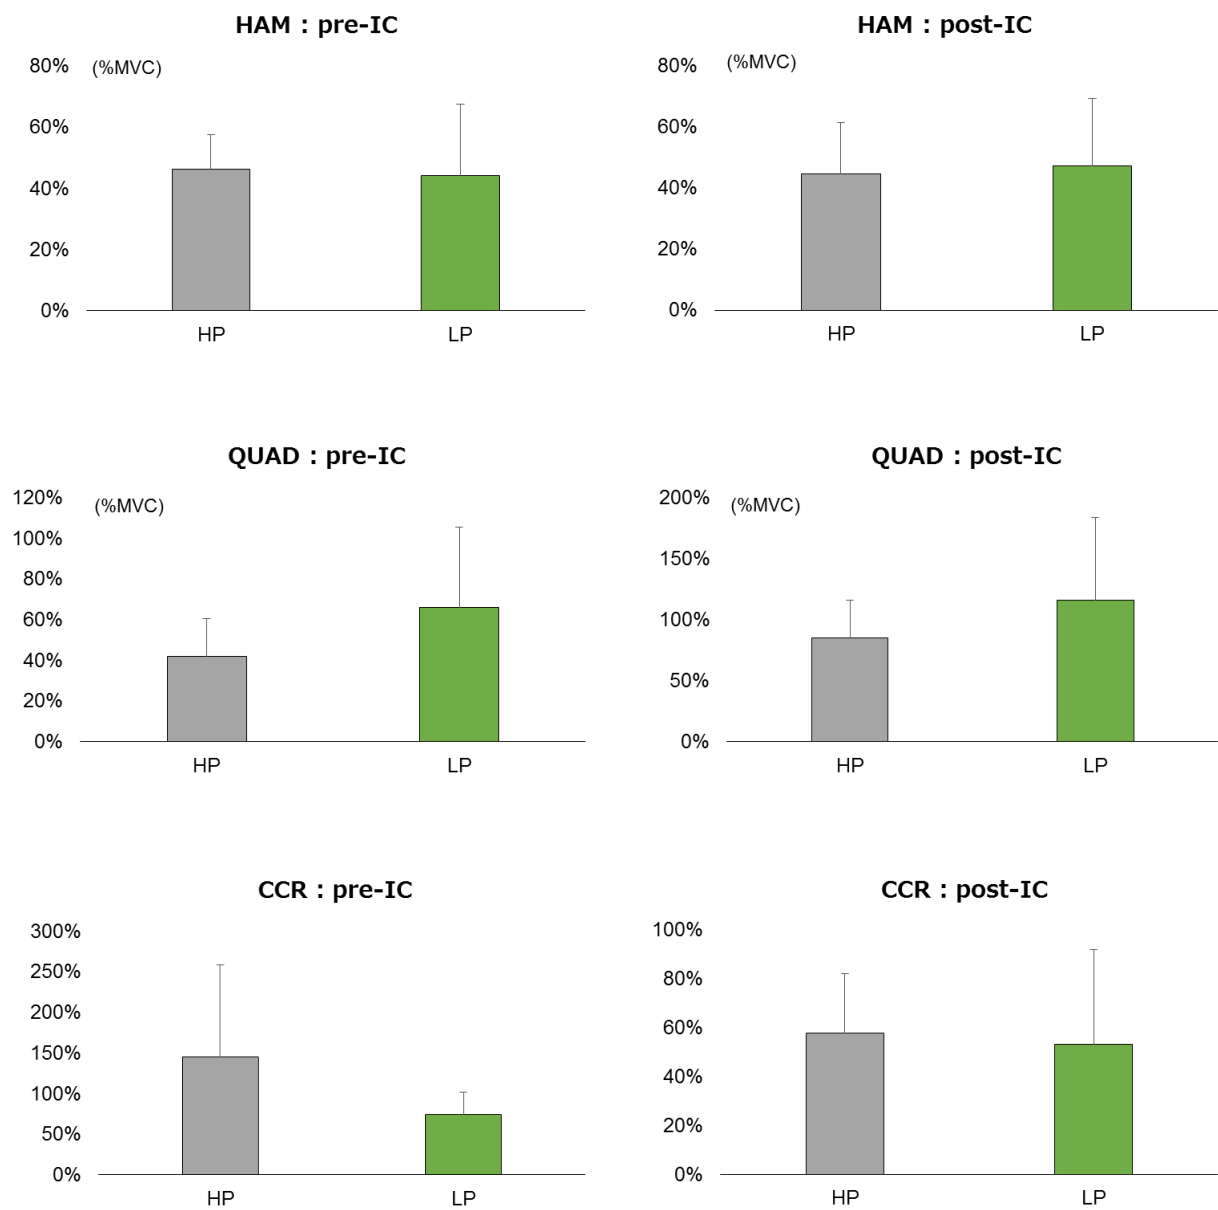 HAM : pre-IC
80%
(%MVC)
60%
40%
20%
0%
HP
LP
HAM : post-IC
80%
(%MVC)
60%
40%
20%
0%
HP
LP
QUAD : pre-IC
120%
(%MVC)
100%
80%
60%
40%
20%
0%
HP
LP
QUAD : post-IC
200%
(%MVC)
150%
100%
50%
0%
HP
LP
CCR : pre-IC
300%
250%
200%
150%
100%
50%
0%
HP
LP
CCR : post-IC
100%
80%
60%
40%
20%
0%
HP
LP